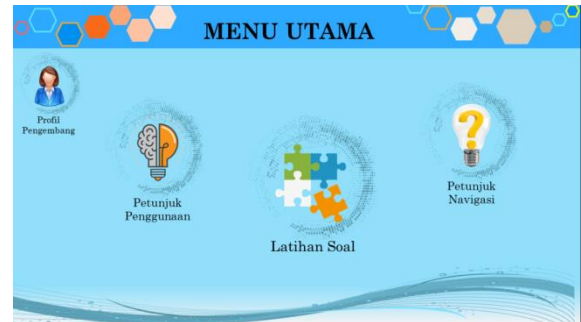 MENU UTAMA
Profil
Pengembang
Petunjuk
Penggunaan
Latihan Soal
Petunjuk
Navigasi